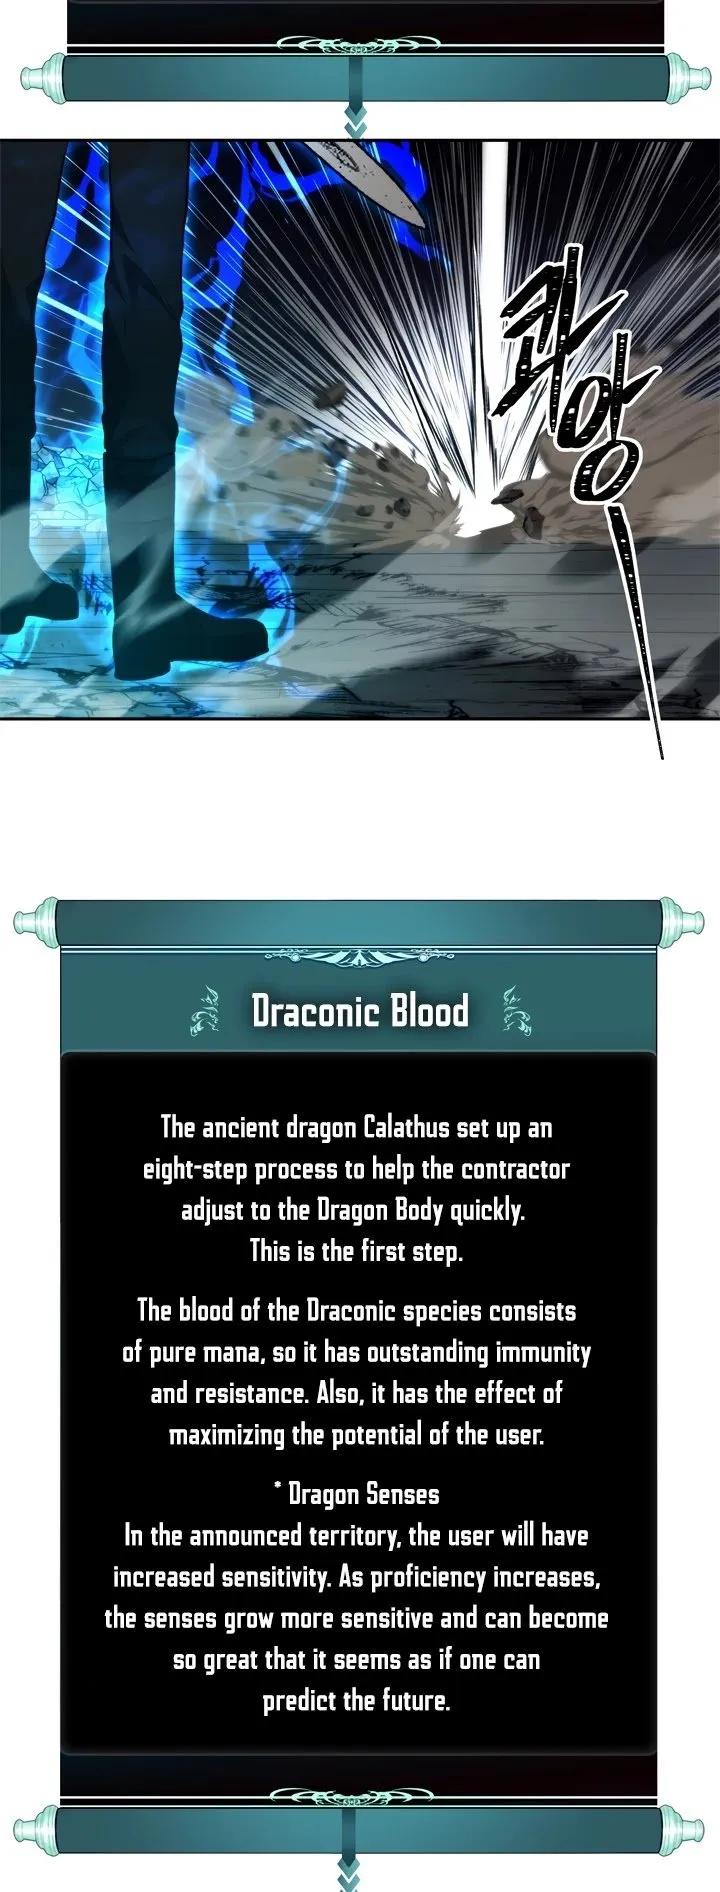 콰앙
Draconic Blood
The ancient dragon Calathus set up an
eight-step process to help the contractor
adjust to the Dragon Body quickly.
This is the first step.
The blood of the Draconic species consists
of pure mana, so it has outstanding immunity
and resistance. Also, it has the effect of
maximizing the potential of the user.
* Dragon Senses
In the announced territory, the user will have
increased sensitivity. As proficiency increases,
the senses grow more sensitive and can become
so great that it seems as if one can
predict the future.